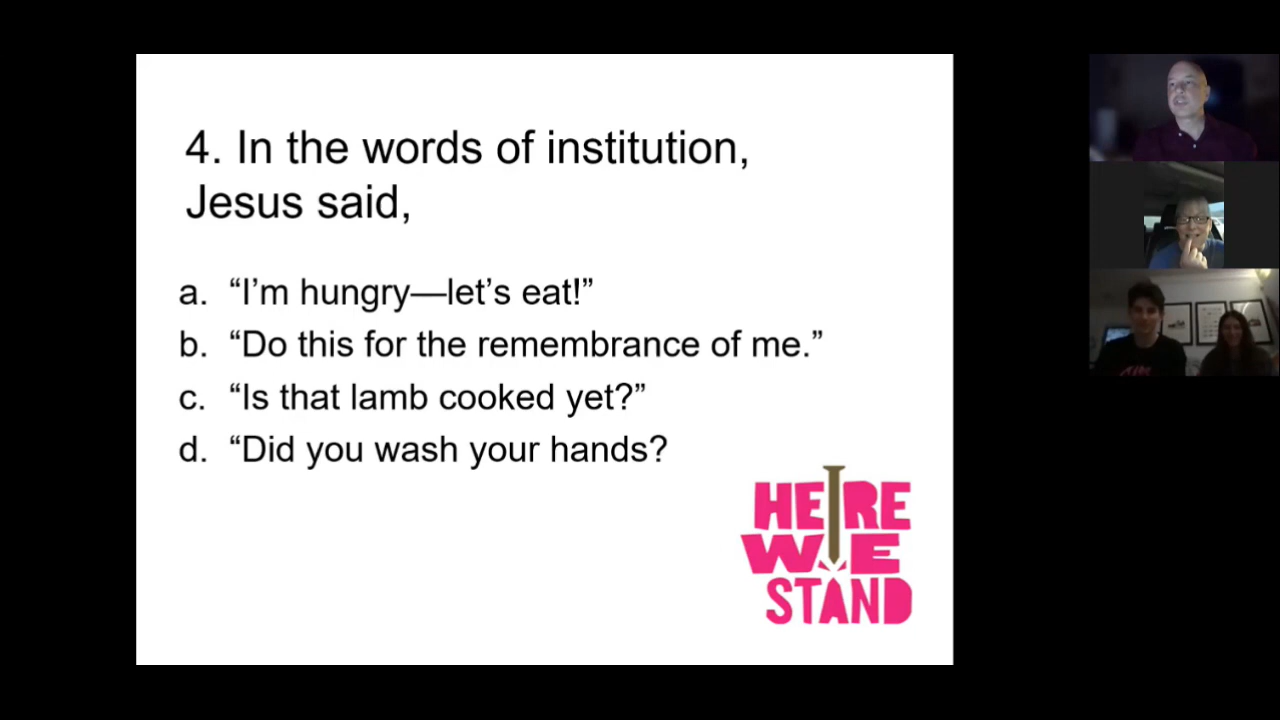 4. In the words of institution,
Jesus said,
a. “I’m hungry—let’s eat!”
b. “Do this for the remembrance of me.”
c. “Is that lamb cooked yet?”
d. “Did you wash your hands?
HERE
WE
STAND